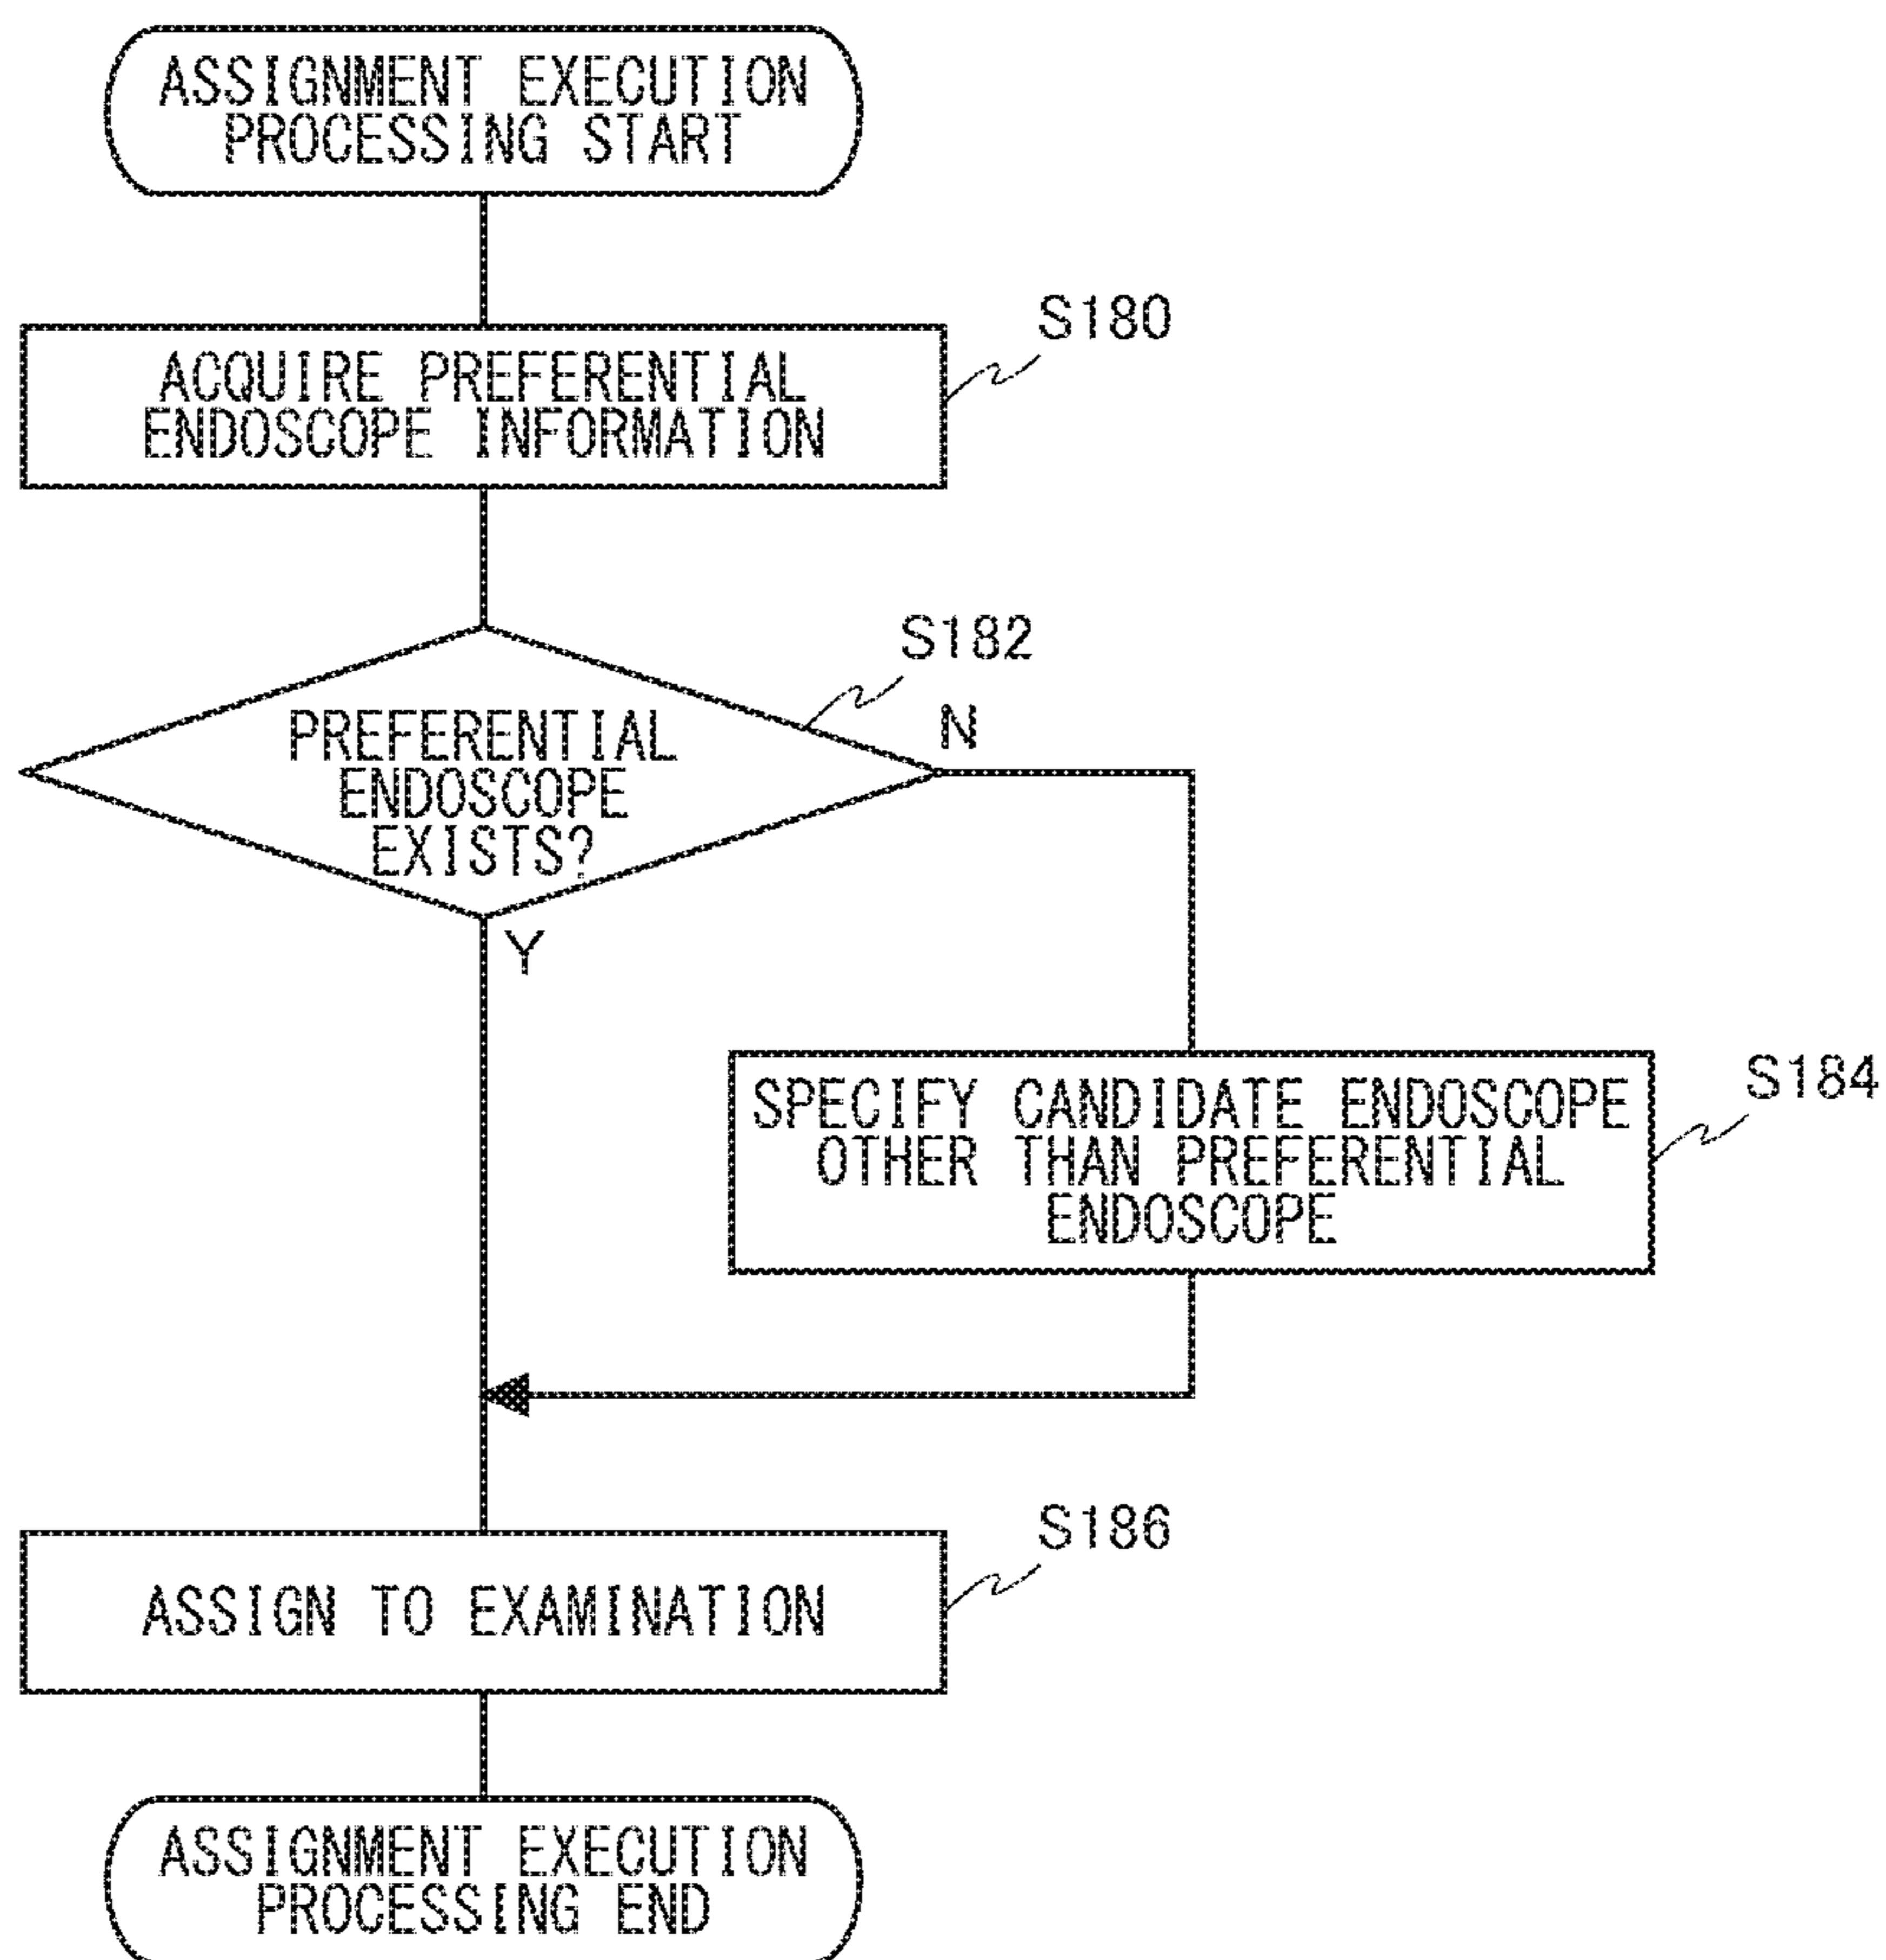 ASSIGNMENT EXECUTION
PROCESSING START
S180
ACQUIRE PREFERENTIAL
ENDOSCOPE INFORMATION
S182
N
PREFERENTIAL
ENDOSCOPE
EXISTS?
Y
S184
SPECIFY CANDIDATE ENDOSCOPE
OTHER THAN PREFERENTIAL
ENDOSCOPE
S186
ASSIGN TO EXAMINATION
ASSIGNMENT EXECUTION
PROCESSING END